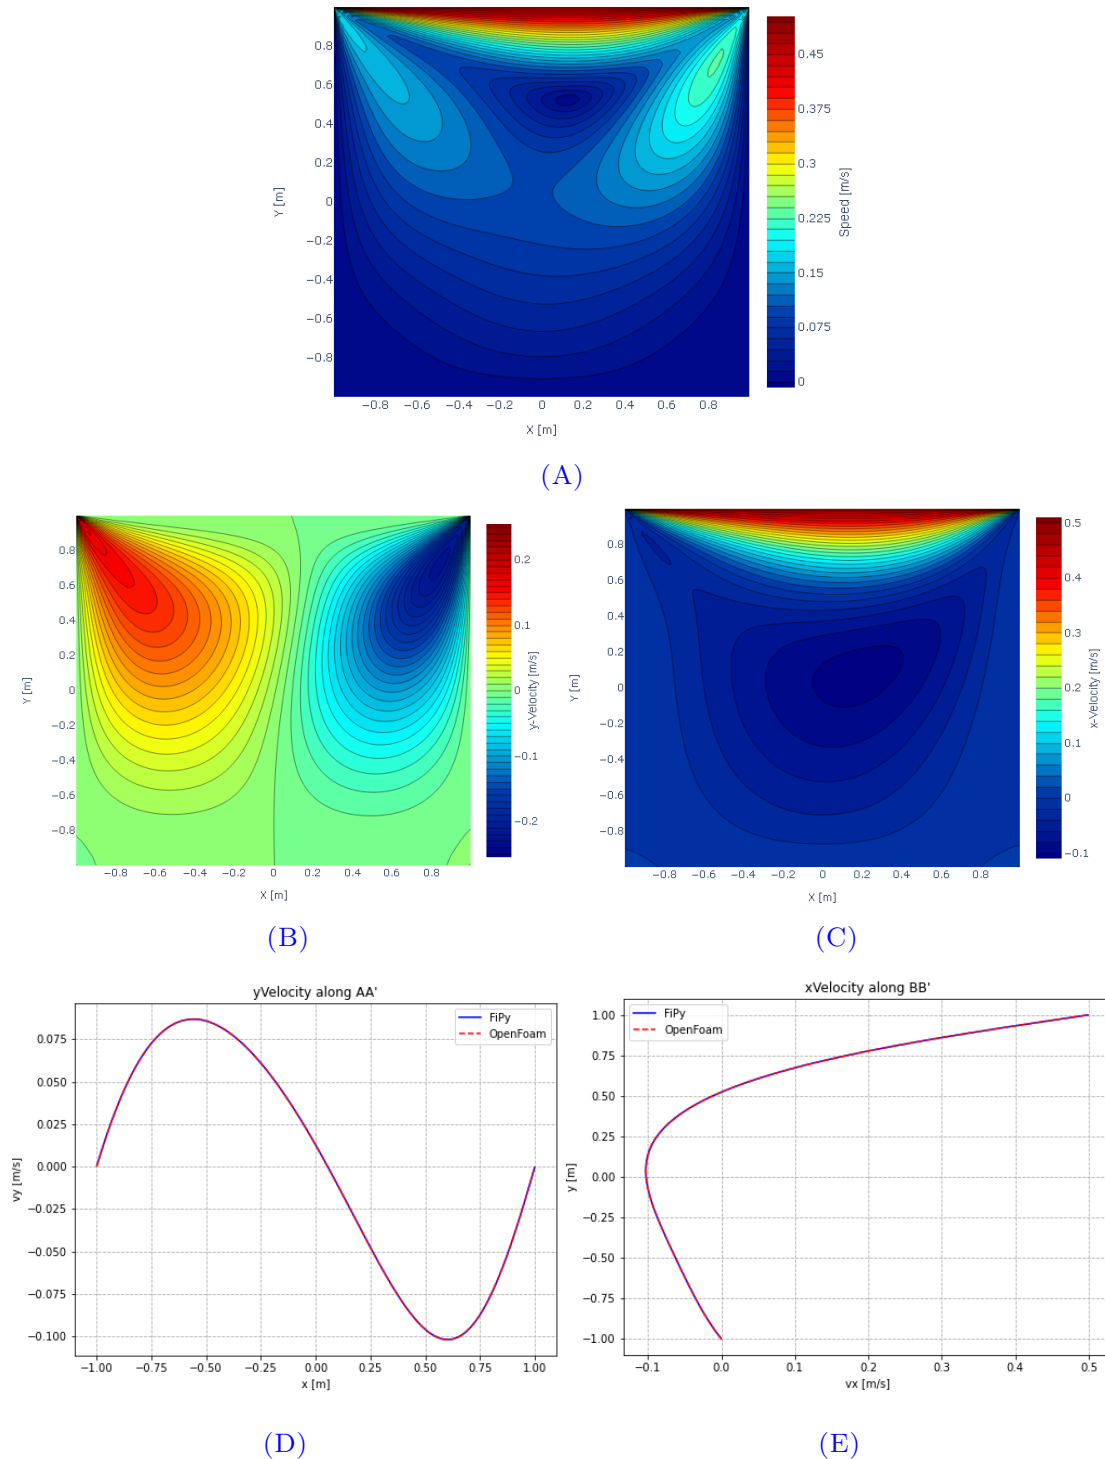 0.8
0.6
0.4
0.2
0
−0.2
−0.4
−0.6
−0.8
Y [m]
−0.8 −0.6 −0.4 −0.2 0 0.2 0.4 0.6 0.8
X [m]
0.45
0.375
0.3
0.225
0.15
0.075
0
Speed [m/s]
(A)
0.8
0.6
0.4
0.2
0
−0.2
−0.4
−0.6
−0.8
Y [m]
−0.8 −0.6 −0.4 −0.2 0 0.2 0.4 0.6 0.8
X [m]
0.2
0.1
0
−0.1
−0.2
y-Velocity [m/s]
(B)
0.8
0.6
0.4
0.2
0
−0.2
−0.4
−0.6
−0.8
Y [m]
−0.8 −0.6 −0.4 −0.2 0 0.2 0.4 0.6 0.8
X [m]
0.5
0.4
0.3
0.2
0.1
0
−0.1
x-Velocity [m/s]
(C)
yVelocity along AA'
FiPy
OpenFoam
0.075
0.050
0.025
0.000
−0.025
−0.050
−0.075
−0.100
vy [m/s]
−1.00 −0.75 −0.50 −0.25 0.00 0.25 0.50 0.75 1.00
x [m]
(D)
xVelocity along BB'
FiPy
OpenFoam
1.00
0.75
0.50
0.25
0.00
−0.25
−0.50
−0.75
−1.00
y [m]
−0.1 0.0 0.1 0.2 0.3 0.4 0.5
vx [m/s]
(E)